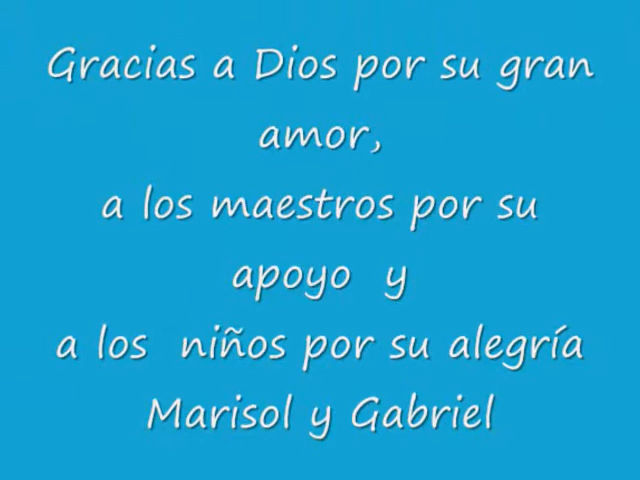 Gracias a Dios por su gran
amor,
a los maestros por su
apoyo y
a los niños por su alegría
Marisol y Gabriel